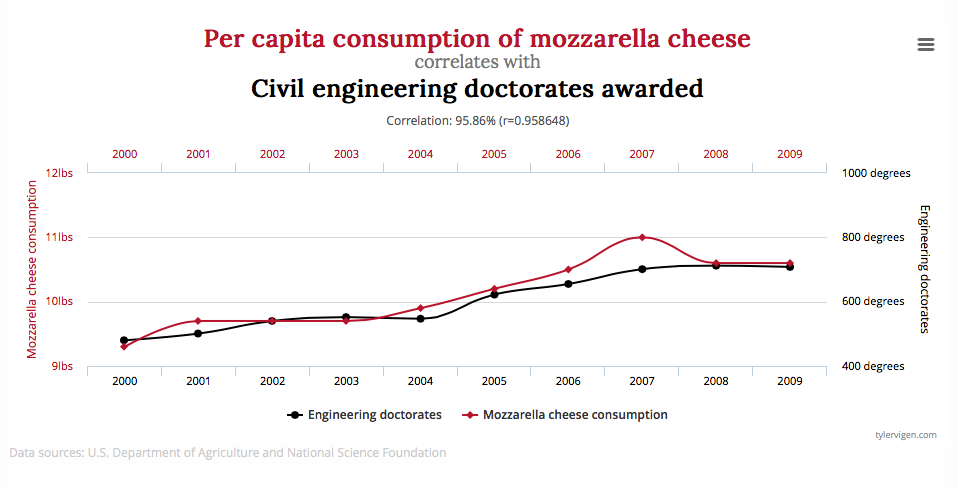 Per capita consumption of mozzarella cheese
correlates with
Civil engineering doctorates awarded
Correlation: 95.86% (r=0.958648)
2000 2001 2002 2003 2004 2005 2006 2007 2008 2009
Mozzarella cheese consumption
12lbs
11lbs
10lbs
9lbs
1000 degrees
800 degrees
600 degrees
400 degrees
Engineering doctorates
2000 2001 2002 2003 2004 2005 2006 2007 2008 2009
Engineering doctorates Mozzarella cheese consumption
tylervigen.com
Data sources: U.S. Department of Agriculture and National Science Foundation